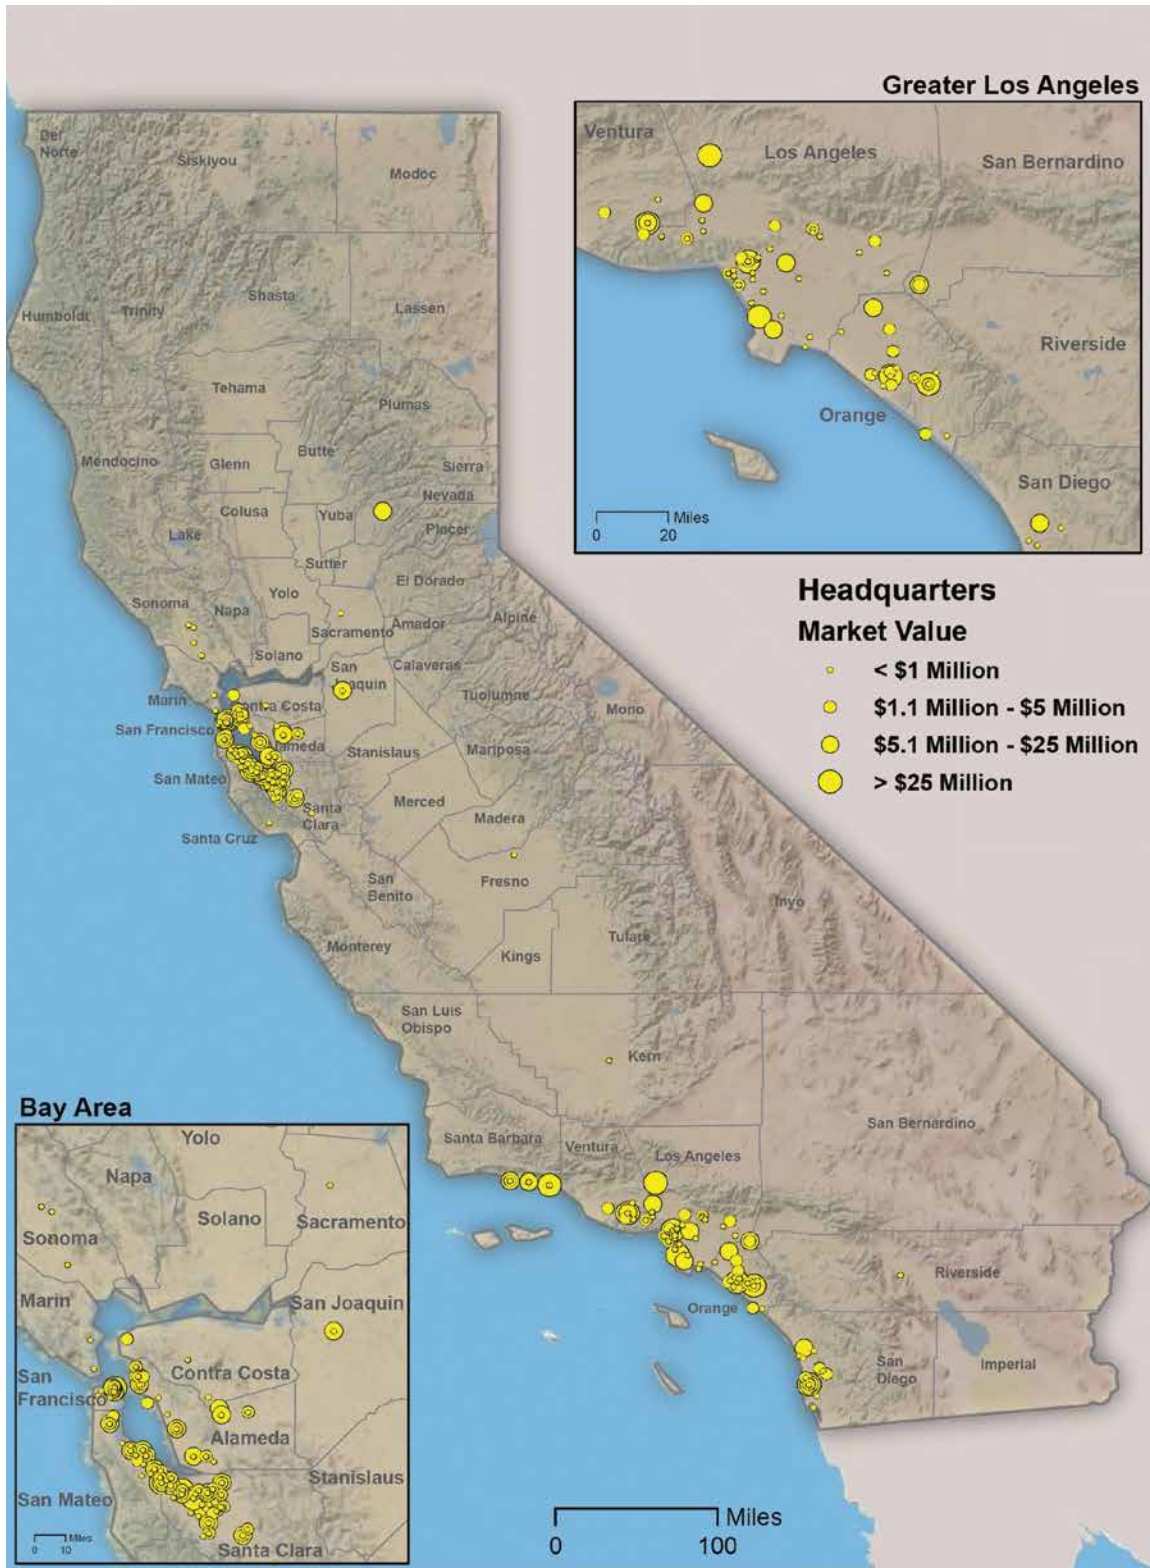 Greater Los Angeles
Ventura
Los Angeles
San Bernardino
Riverside
Orange
San Diego
Miles
0
20
Headquarters
Market Value
< $1 Million
$1.1 Million - $5 Million
$5.1 Million - $25 Million
> $25 Million
Del
Norte
Siskiyou
Modoc
Humboldt
Trinity
Shasta
Lassen
Tehama
Plumas
Mendocino
Glenn
Butte
Sierra
Nevada
Colusa
Yuba
Placer
Lake
Sutter
El Dorado
Sonoma
Napa
Yolo
Sacramento
Amador
Alpine
Solano
San
Joaquin
Calaveras
Marin
Contra Costa
Tuolumne
Mono
San Francisco
Alameda
Stanislaus
Mariposa
San Mateo
Santa
Clara
Merced
Madera
Santa Cruz
San
Benito
Fresno
Inyo
Monterey
Kings
Tulare
San Luis
Obispo
Kern
San Bernardino
Santa Barbara
Ventura
Los Angeles
Riverside
Orange
San
Diego
Imperial
Bay Area
Yolo
Napa
Solano
Sacramento
Sonoma
Marin
San Joaquin
San
Francisco
Contra Costa
Alameda
Stanislaus
San Mateo
Santa Clara
Miles
0 10
Miles
0
100